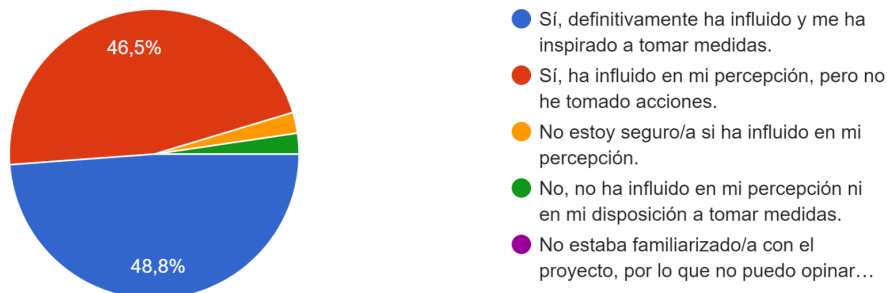 46,5%
48,8%
Sí, definitivamente ha influido y me ha
inspirado a tomar medidas.
Sí, ha influido en mi percepción, pero no
he tomado acciones.
No estoy seguro/a si ha influido en mi
percepción.
No, no ha influido en mi percepción ni
en mi disposición a tomar medidas.
No estaba familiarizado/a con el
proyecto, por lo que no puedo opinar…